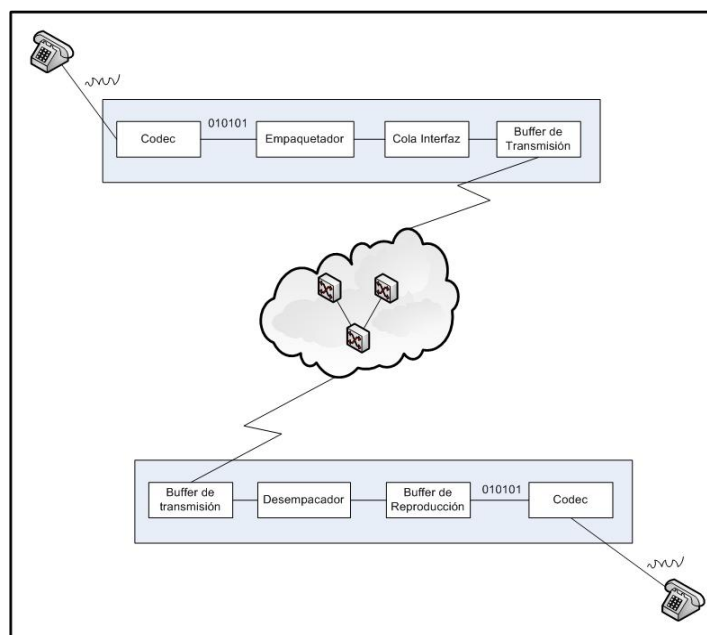 010101
Codec
Empaquetador
Cola Interfaz
Buffer de
Transmisión
Buffer de
transmisión
Desempacador
Buffer de
Reproducción
010101
Codec